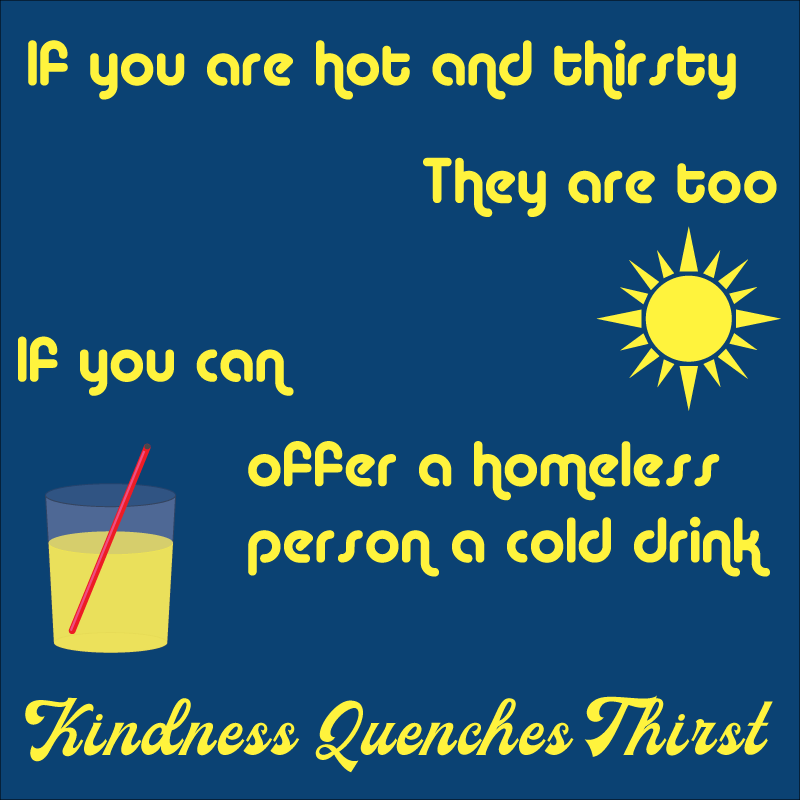 If you are hot and thirsty
They are too
If you can
offer a homeless
person a cold drink
Kindness Quenches Thirst